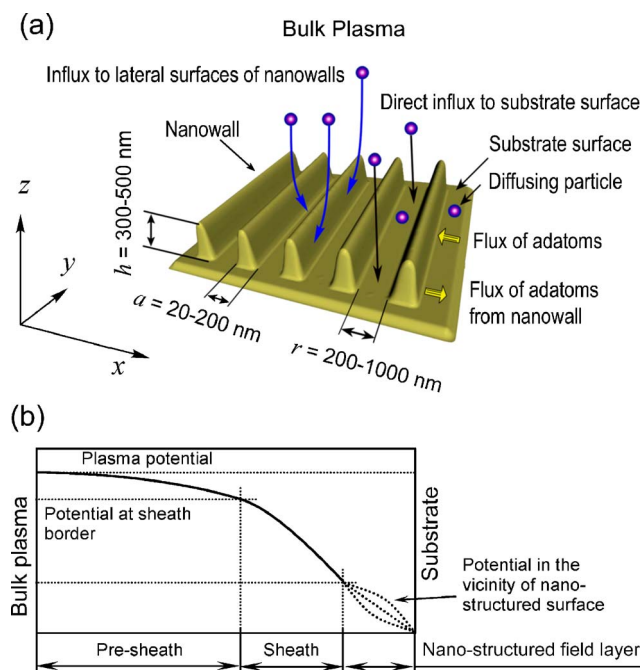 (a)
Bulk Plasma
Influx to lateral surfaces of nanowalls
Direct influx to substrate surface
Nanowall
Substrate surface
Diffusing particle
z
h = 300-500 nm
Flux of adatoms
y
Flux of adatoms
from nanowall
a = 20-200 nm
r = 200-1000 nm
x
(b)
Plasma potential
Potential at sheath
border
Bulk plasma
Substrate
Potential in the
vicinity of nano-
structured surface
Pre-sheath
Sheath
Nano-structured field layer